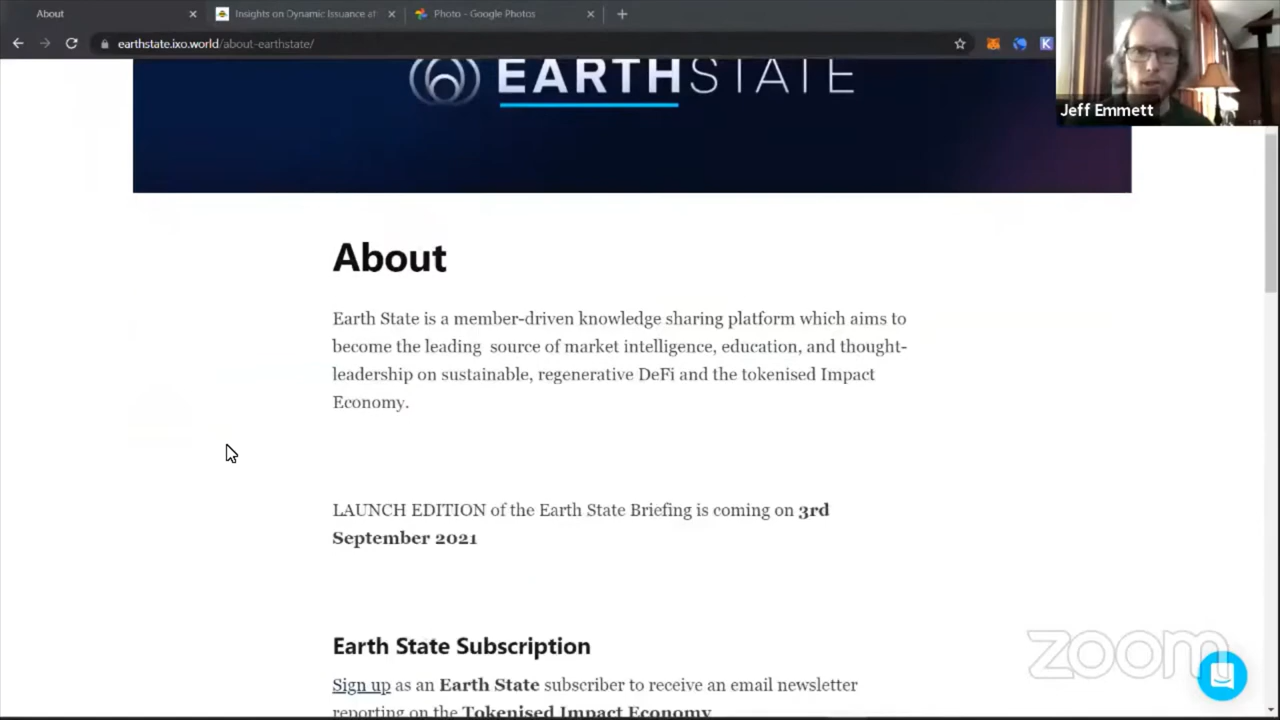 About
Insights on Dynamic Issuance at
Photo - Google Photos
earthstate.ixo.world/about-earthstate/
K
Jeff Emmett
EARTHSTATE
About
Earth State is a member-driven knowledge sharing platform which aims to
become the leading source of market intelligence, education, and thought-
leadership on sustainable, regenerative DeFi and the tokenised Impact
Economy.
LAUNCH EDITION of the Earth State Briefing is coming on 3rd
September 2021
Earth State Subscription
Sign up as an Earth State subscriber to receive an email newsletter
reporting on the Tokenised Impact Economy
zoom